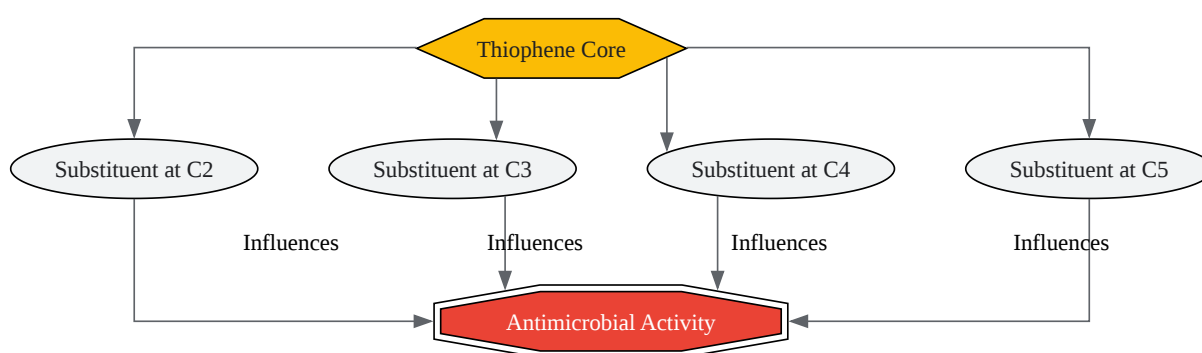 Thiophene Core
Substituent at C2
Substituent at C3
Substituent at C4
Substituent at C5
Influences
Influences
Influences
Influences
Antimicrobial Activity